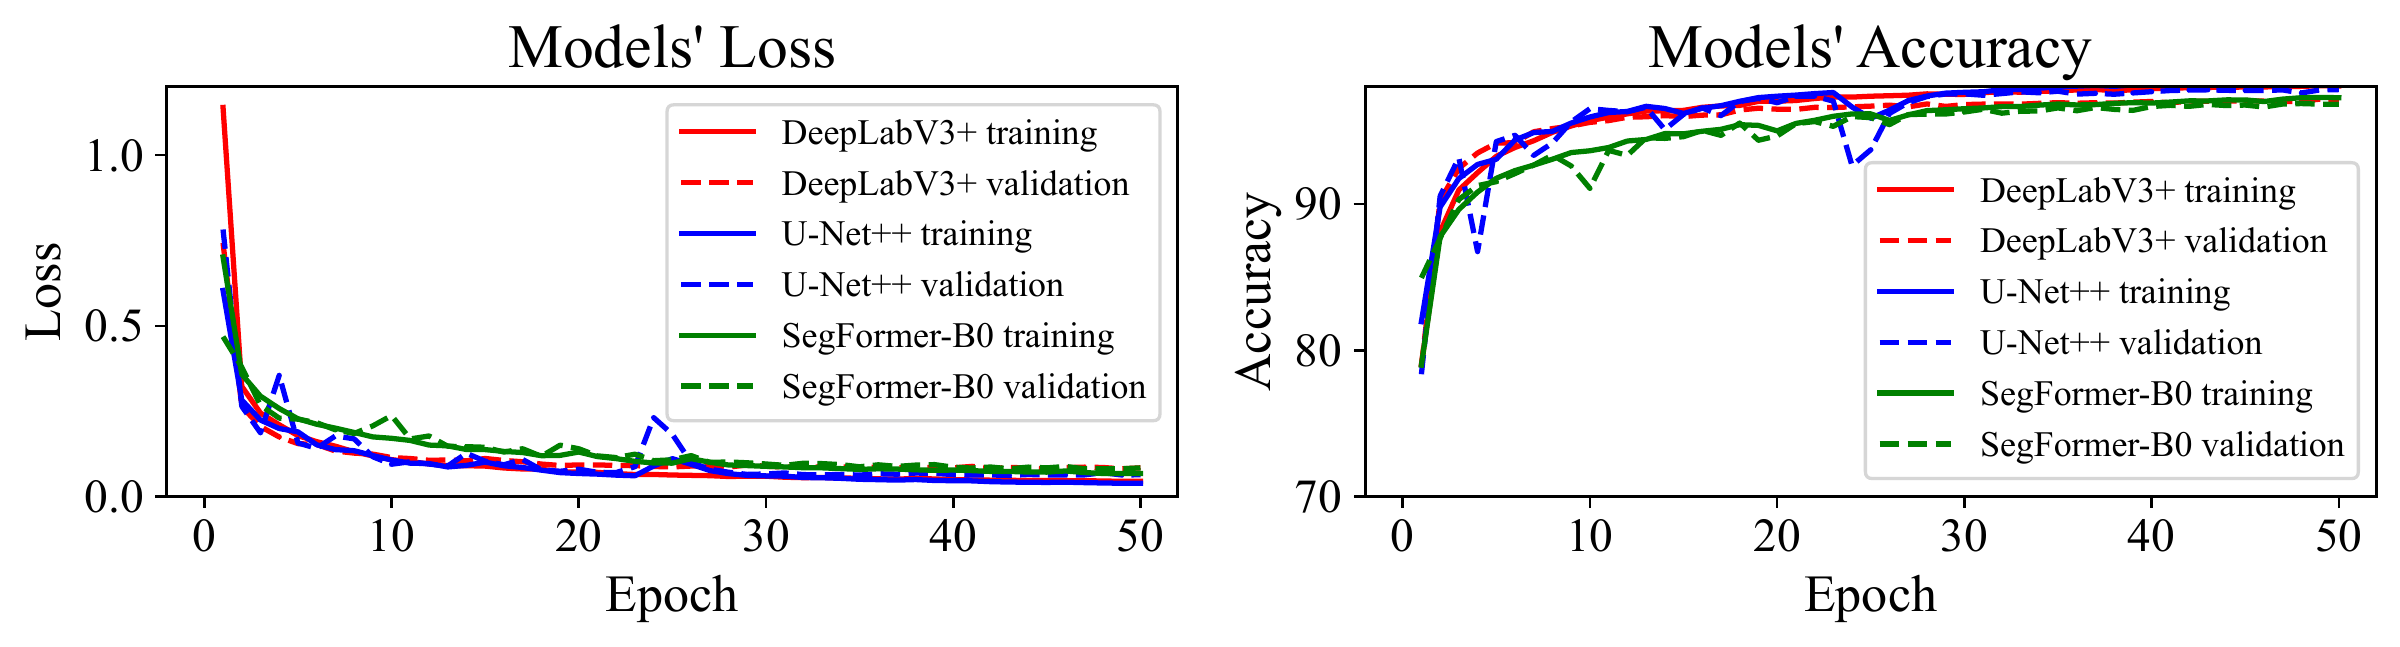 Models' Loss
Loss
1.0
0.5
0.0
0 10 20 30 40 50
Epoch
DeepLabV3+ training
DeepLabV3+ validation
U-Net++ training
U-Net++ validation
SegFormer-B0 training
SegFormer-B0 validation
Models' Accuracy
Accuracy
90
80
70
0 10 20 30 40 50
Epoch
DeepLabV3+ training
DeepLabV3+ validation
U-Net++ training
U-Net++ validation
SegFormer-B0 training
SegFormer-B0 validation